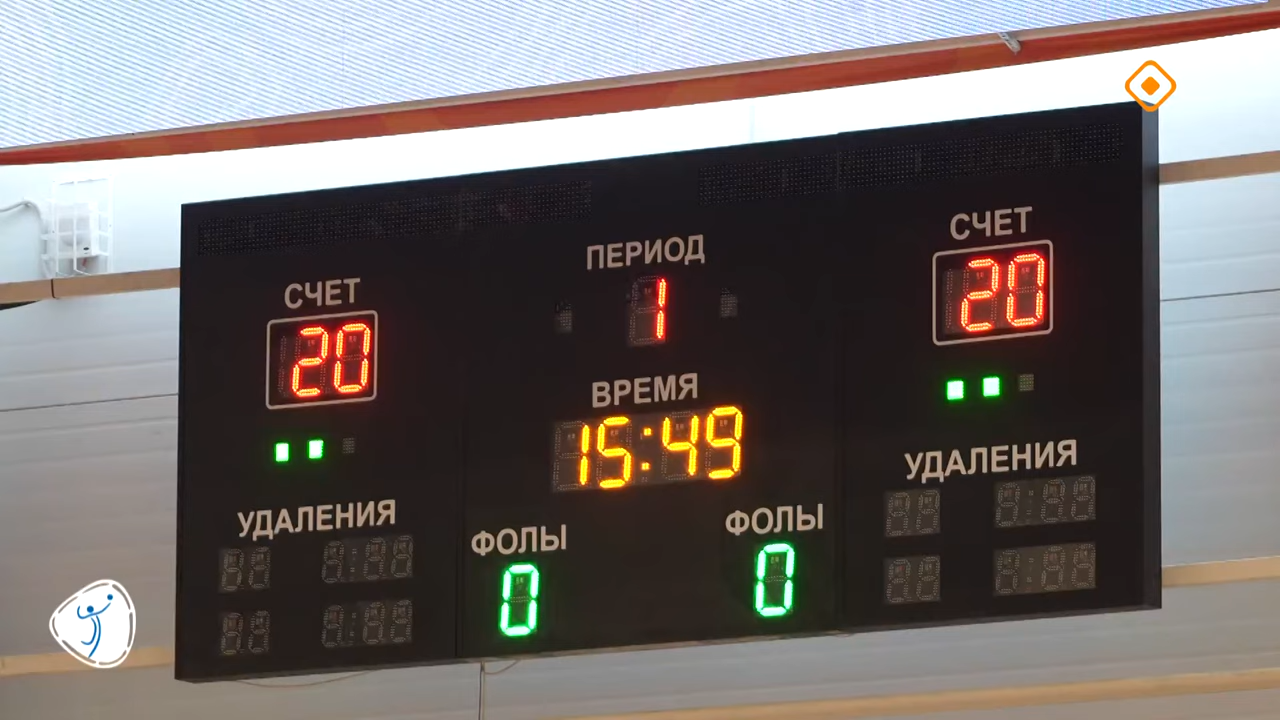 СЧЕТ
20
ПЕРИОД
1
СЧЕТ
20
ВРЕМЯ
15:49
УДАЛЕНИЯ
ФОЛЫ
0
ФОЛЫ
0
УДАЛЕНИЯ